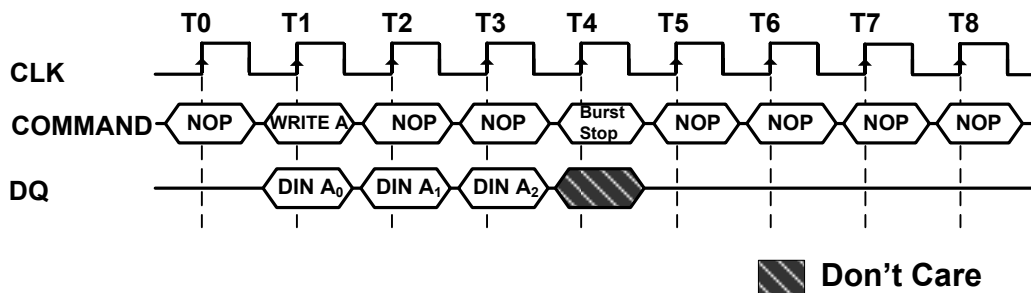 T0 T1 T2 T3 T4 T5 T6 T7 T8
CLK
COMMAND NOP WRITE A NOP NOP Burst Stop NOP NOP NOP NOP
DQ DIN A₀ DIN A₁ DIN A₂
Don't Care